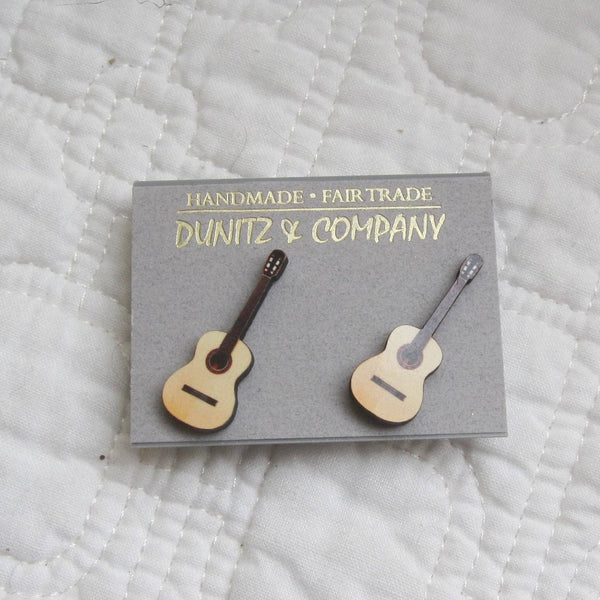 HANDMADE • FAIR TRADE
DUNITZ & COMPANY